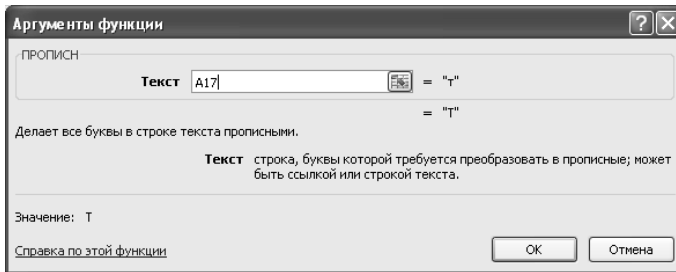 Аргументы функции
ПРОПИСН
Текст A17 = "т"
= "Т"
Делает все буквы в строке текста прописными.
Текст строка, буквы которой требуется преобразовать в прописные; может
быть ссылкой или строкой текста.
Значение: Т
Справка по этой функции OK Отмена